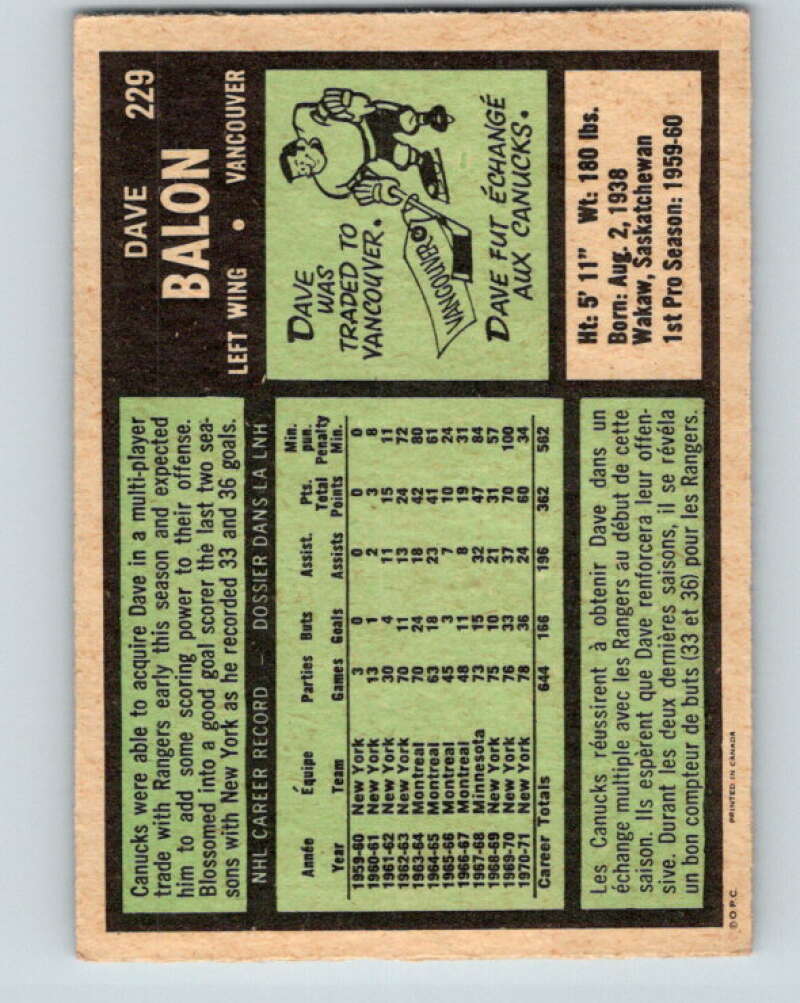 DAVE 229
BALON
LEFT WING • VANCOUVER
Canucks were able to acquire Dave in a multi-player
trade with Rangers early this season and expected
him to add some scoring power to their offense.
Blossomed into a good goal scorer the last two sea-
sons with New York as he recorded 33 and 36 goals.
DAVE
WAS
TRADED TO
VANCOUVER.
VANCOUVER
DAVE FUT ÉCHANGÉ
AUX CANUCKS.
Ht: 5' 11" Wt: 180 lbs.
Born: Aug. 2, 1938
Wakaw, Saskatchewan
1st Pro Season: 1959-60
NHL CAREER RECORD — DOSSIER DANS LA LNH
Min.
Pts. pun.
Année Équipe Parties Buts Assist. Total Penalty
Year Team Games Goals Assists Points Min.
1959-60 New York 3 0 0 0 0
1960-61 New York 13 1 2 3 8
1961-62 New York 30 4 11 15 11
1962-63 New York 70 11 13 24 72
1963-64 Montreal 70 24 18 42 80
1964-65 Montreal 63 18 23 41 61
1965-66 Montreal 45 3 7 10 24
1966-67 Montreal 48 11 8 19 31
1967-68 Minnesota 73 15 32 47 84
1968-69 New York 75 10 21 31 57
1969-70 New York 76 33 37 70 100
1970-71 New York 78 36 24 60 34
Career Totals 644 166 196 362 562
Les Canucks réussirent à obtenir Dave dans un
échange multiple avec les Rangers au début de cette
saison. Ils espèrent que Dave renforcera leur offen-
sive. Durant les deux dernières saisons, il se révéla
un bon compteur de buts (33 et 36) pour les Rangers.
© O.P.C. PRINTED IN CANADA